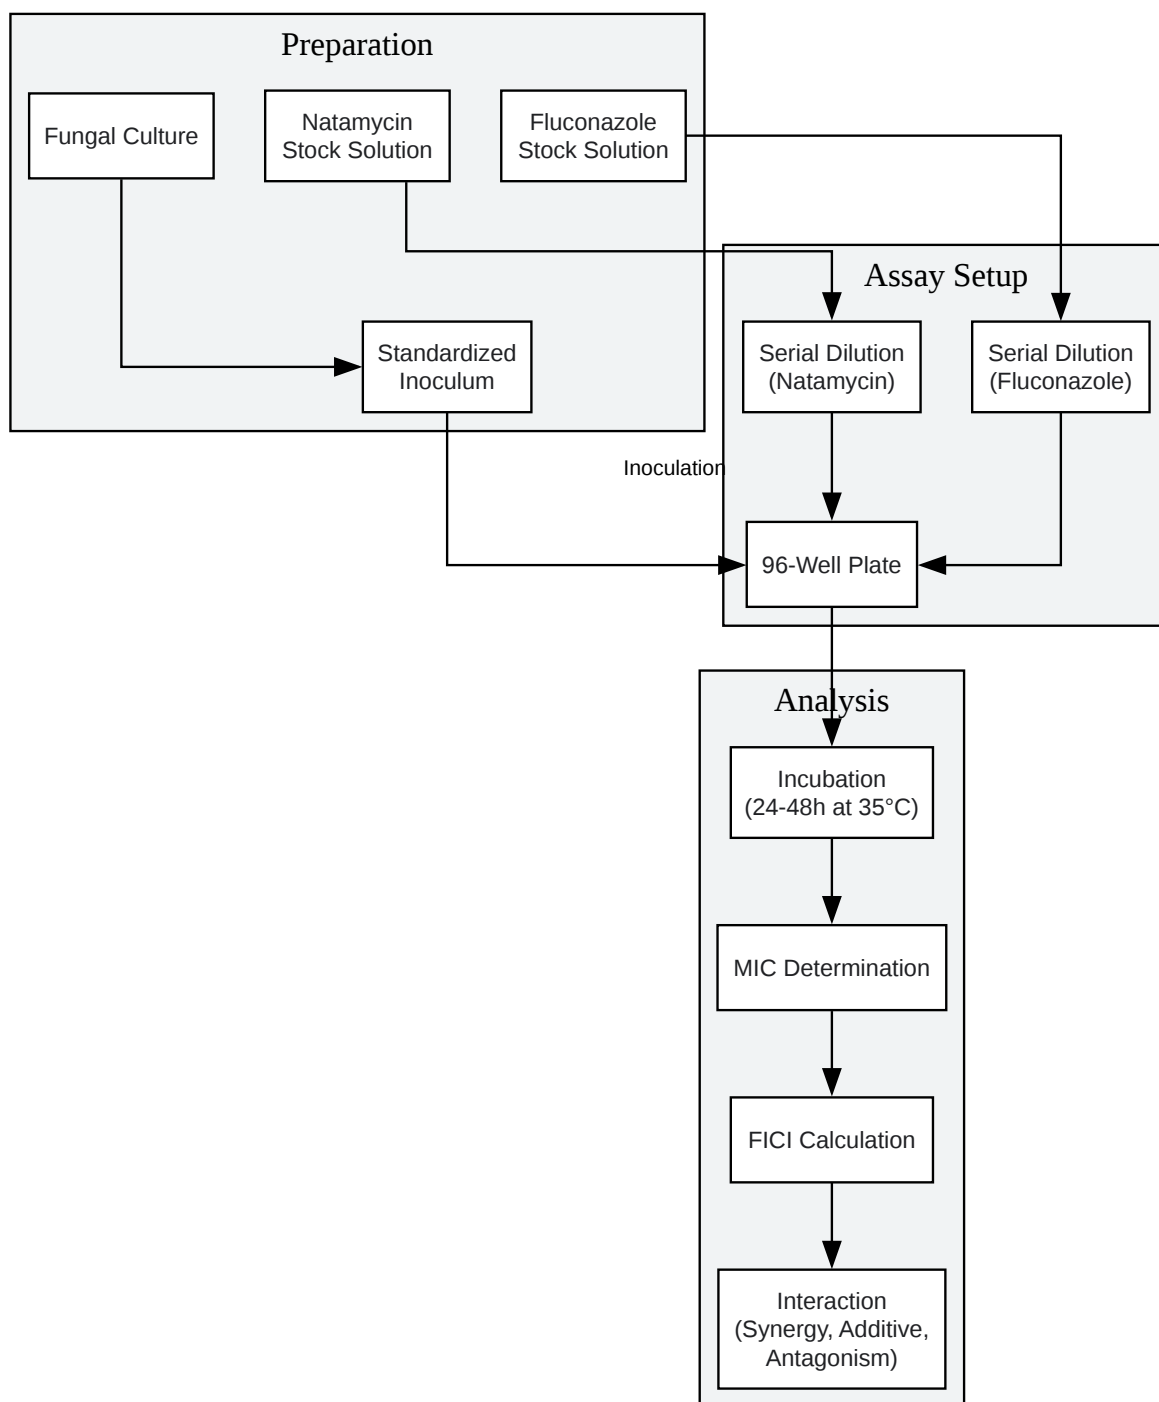 Preparation
Fungal Culture
Natamycin
Stock Solution
Fluconazole
Stock Solution
Standardized
Inoculum
Assay Setup
Serial Dilution
(Natamycin)
Serial Dilution
(Fluconazole)
Inoculation
96-Well Plate
Analysis
Incubation
(24-48h at 35°C)
MIC Determination
FICI Calculation
Interaction
(Synergy, Additive,
Antagonism)